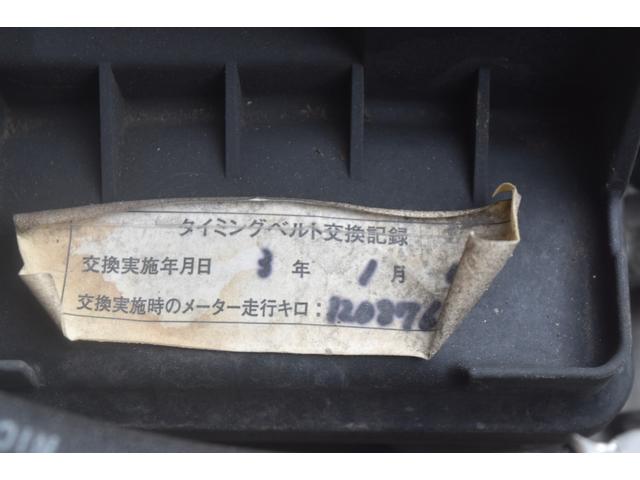 タイミングベルト交換記録
交換実施年月日 3 年 1 月
交換実施時のメーター走行キロ：120876